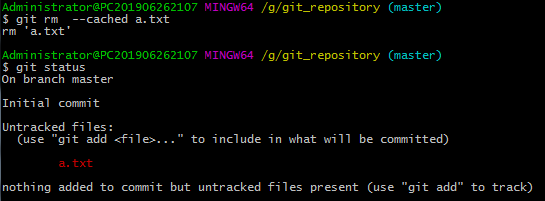 Administrator@PC201906262107 MINGW64 /g/git_repository (master)
$ git rm  --cached a.txt
rm 'a.txt'

Administrator@PC201906262107 MINGW64 /g/git_repository (master)
$ git status
On branch master

Initial commit

Untracked files:
  (use "git add <file>..." to include in what will be committed)

        a.txt

nothing added to commit but untracked files present (use "git add" to track)